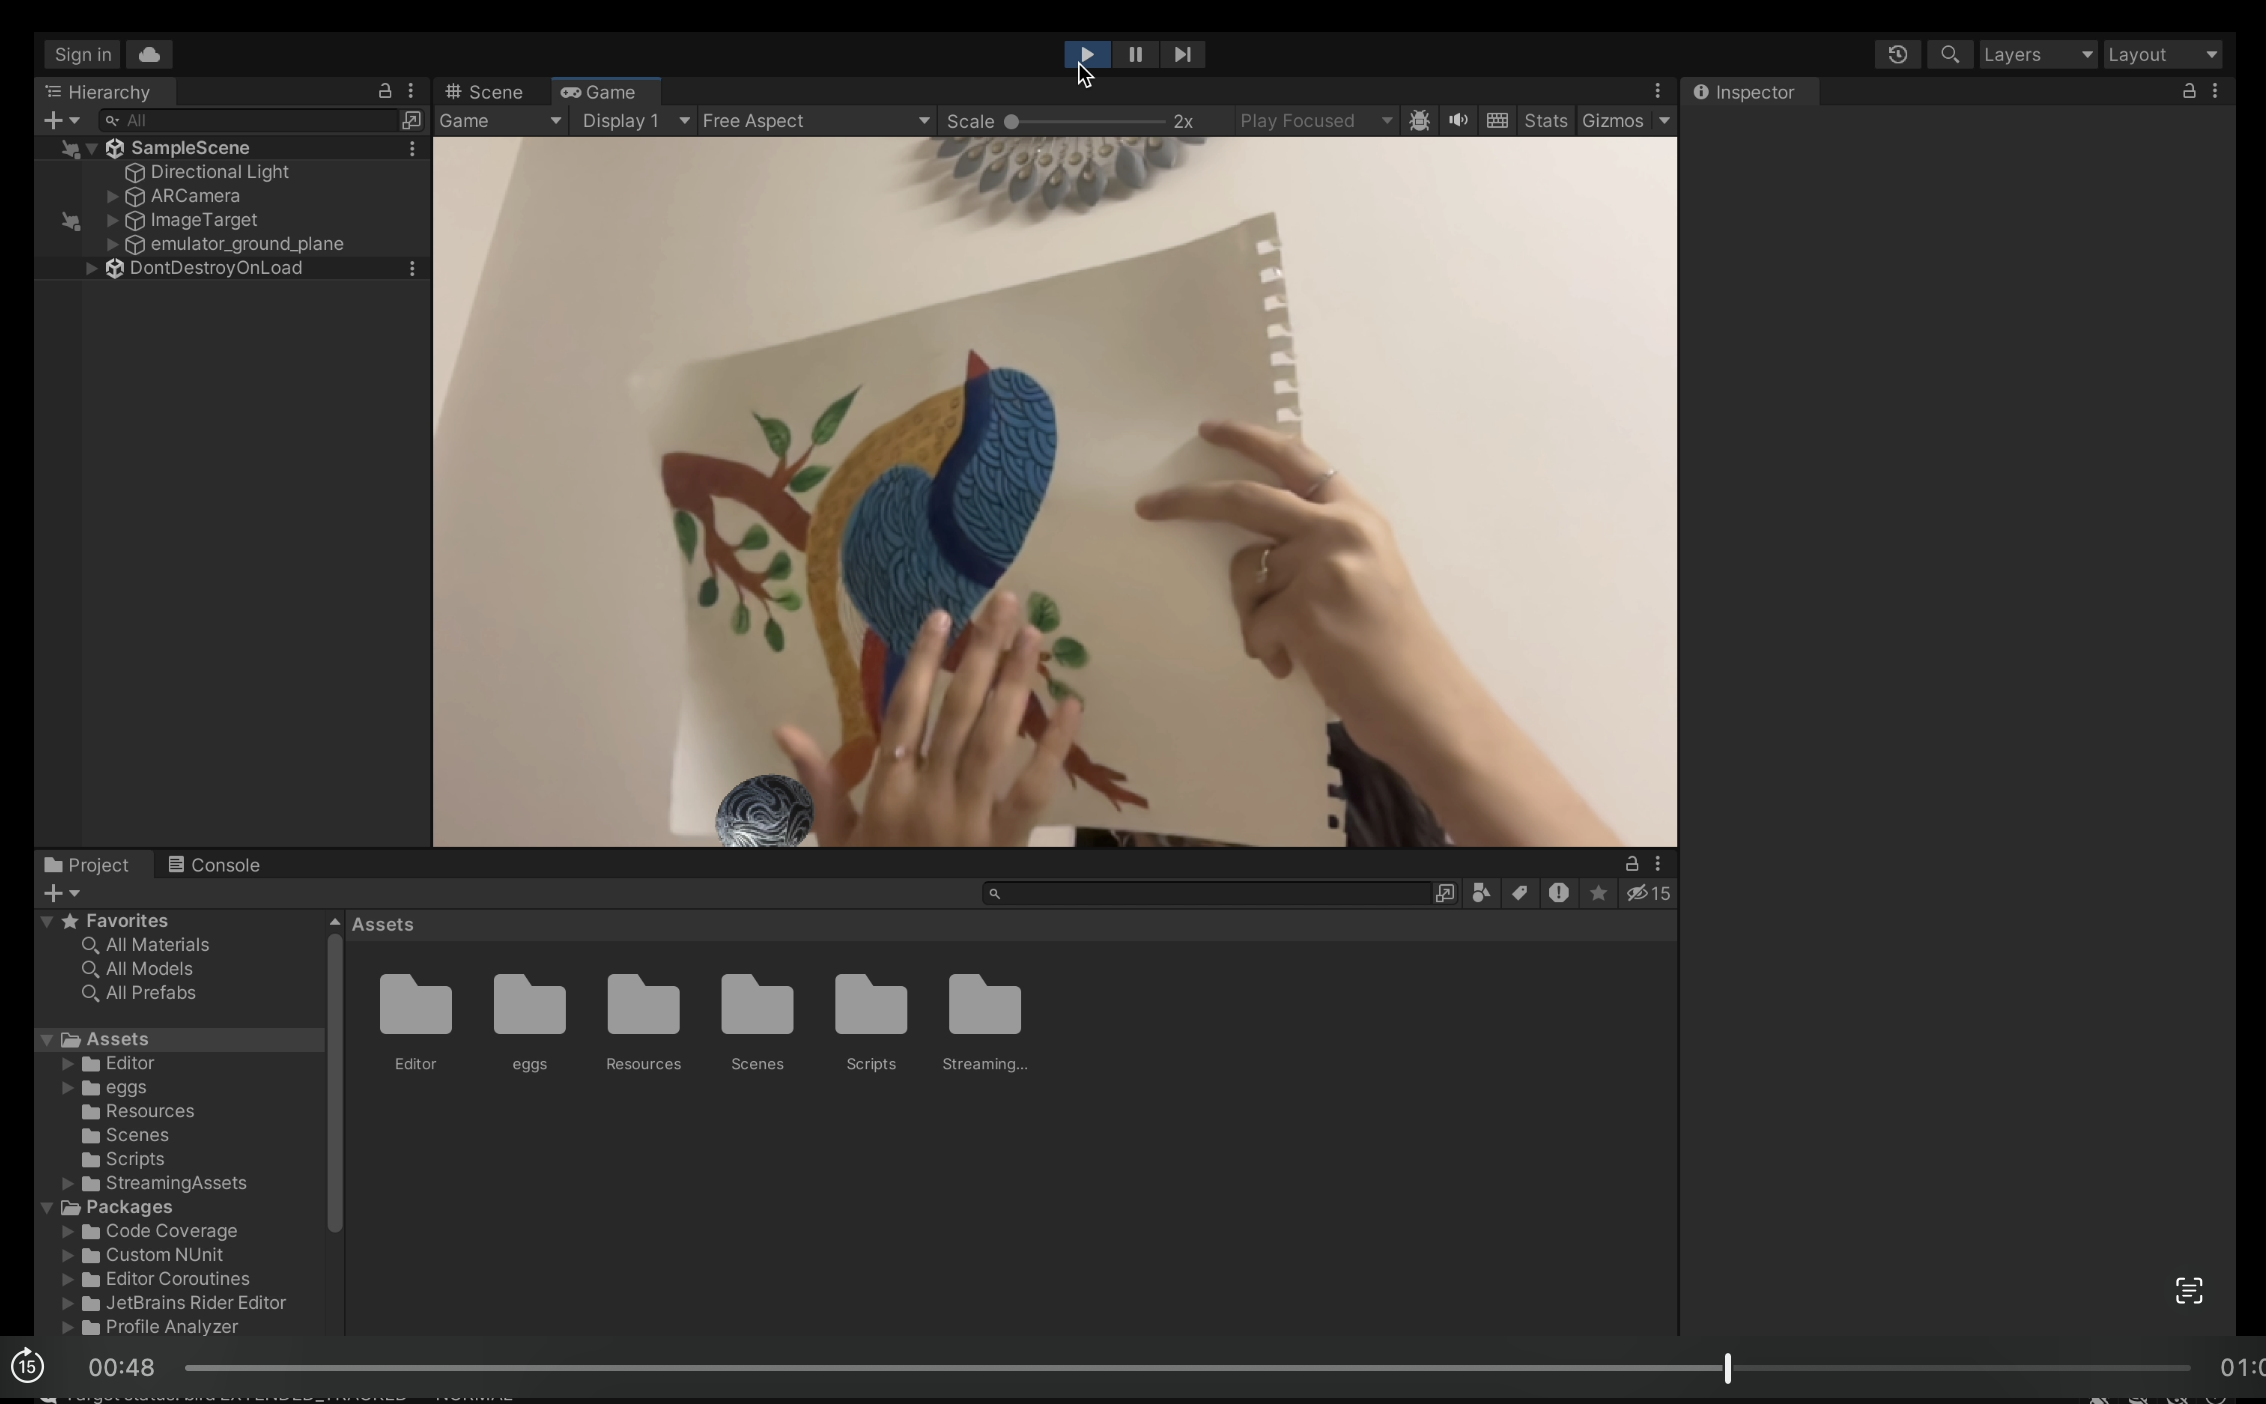 Sign in
Layers
Layout
Hierarchy
Scene
Game
Inspector
All
Game
Display 1
Free Aspect
Scale
2x
Play Focused
Stats
Gizmos
SampleScene
Directional Light
ARCamera
ImageTarget
emulator_ground_plane
DontDestroyOnLoad
Project
Console
15
Favorites
All Materials
All Models
All Prefabs
Assets
Editor
eggs
Resources
Scenes
Scripts
StreamingAssets
Packages
Code Coverage
Custom NUnit
Editor Coroutines
JetBrains Rider Editor
Profile Analyzer
Assets
Editor
eggs
Resources
Scenes
Scripts
Streaming...
15
00:48